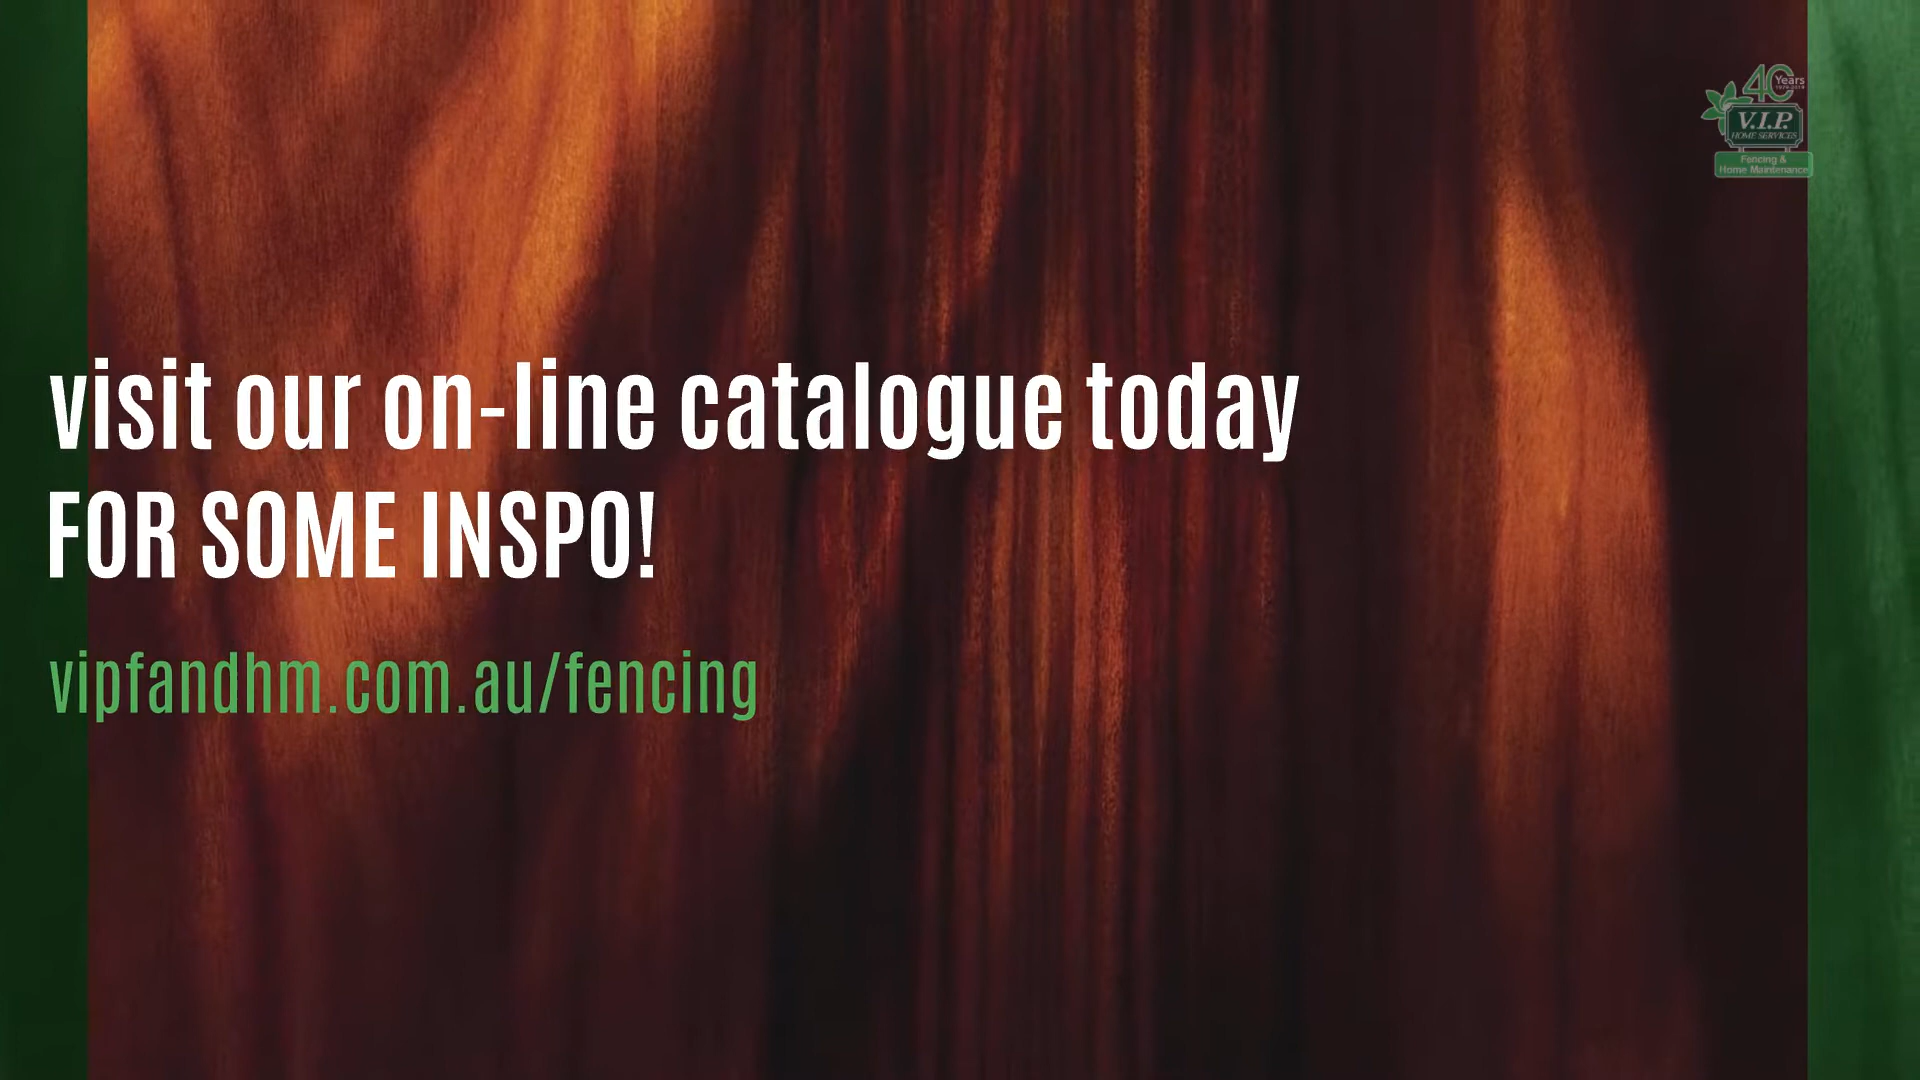 40 Years
V.I.P.
HOME SERVICES
Fencing &
Home Maintenance
visit our on-line catalogue today
FOR SOME INSPO!
vipfandhm.com.au/fencing